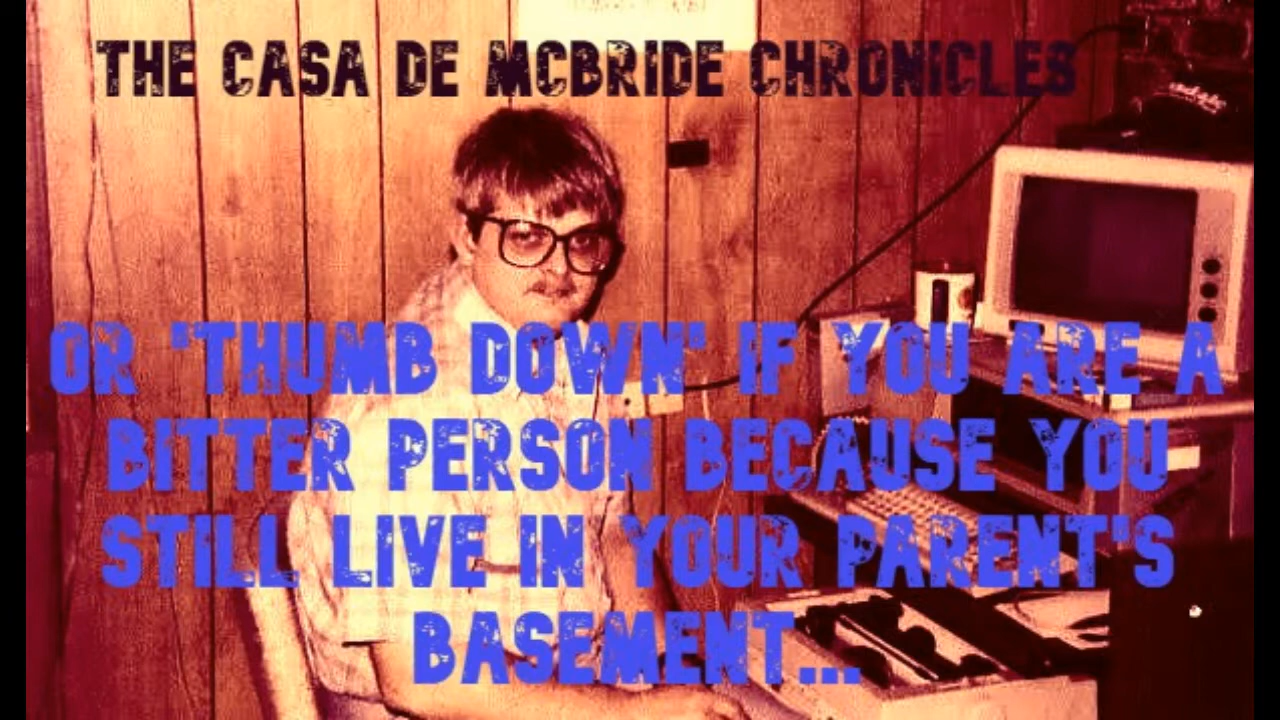 THE CASA DE MCBRIDE CHRONICLES
OR 'THUMB DOWN' IF YOU ARE A
BITTER PERSON BECAUSE YOU
STILL LIVE IN YOUR PARENT'S
BASEMENT...